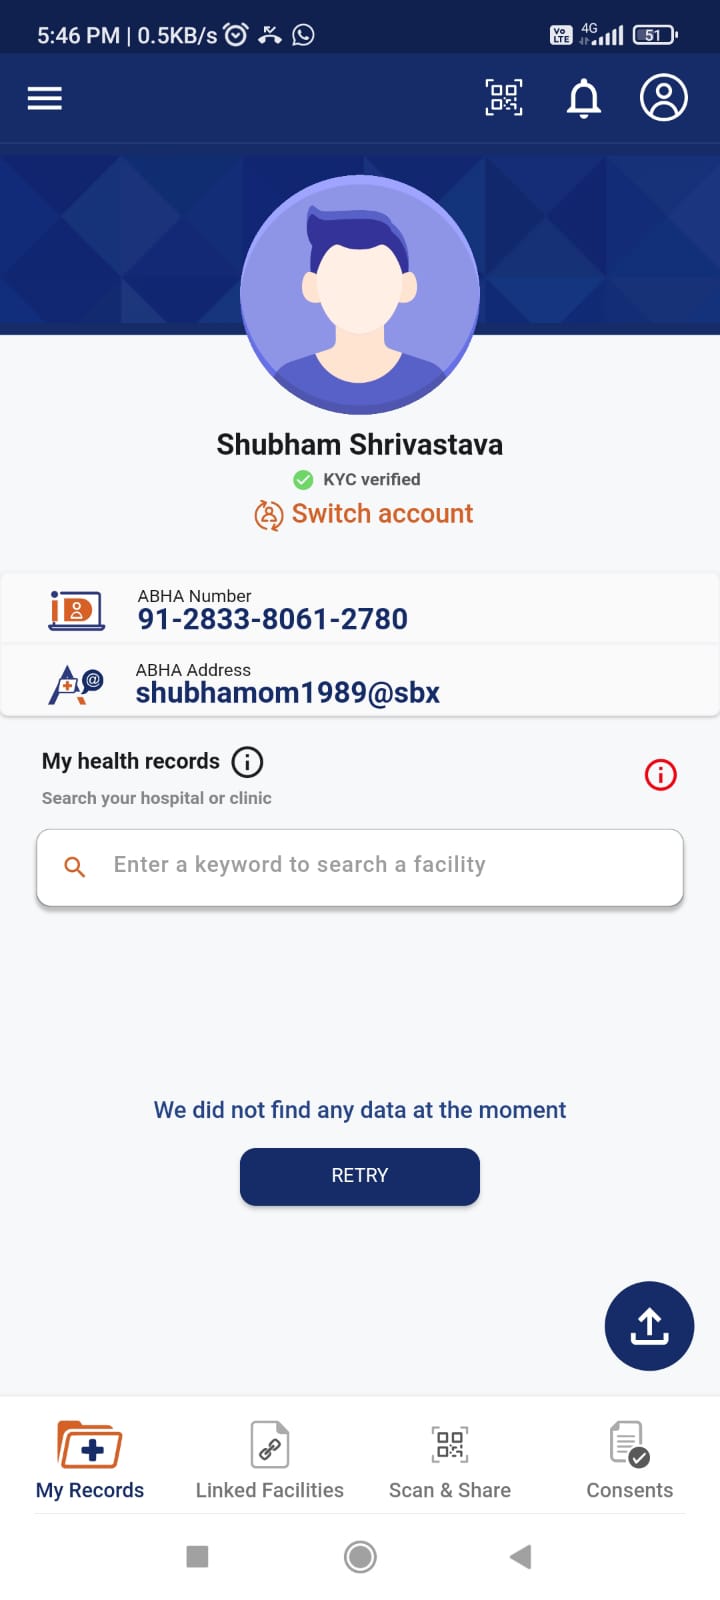 5:46 PM | 0.5KB/s
Vo LTE 4G 51
Shubham Shrivastava
KYC verified
Switch account
ABHA Number
91-2833-8061-2780
ABHA Address
shubhamom1989@sbx
My health records
Search your hospital or clinic
Enter a keyword to search a facility
We did not find any data at the moment
RETRY
My Records Linked Facilities Scan & Share Consents